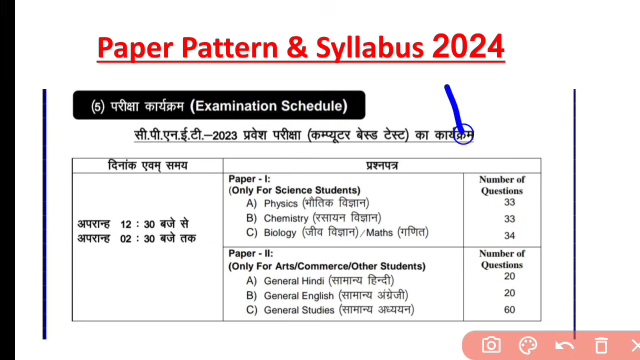 Paper Pattern & Syllabus 2024
(5) परीक्षा कार्यक्रम (Examination Schedule)
सी.पी.एन.ई.टी.–2023 प्रवेश परीक्षा (कम्प्यूटर बेस्ड टेस्ट) का कार्यक्रम
दिनांक एवम् समय प्रश्नपत्र
अपरान्ह 12 : 30 बजे से
अपरान्ह 02 : 30 बजे तक
Paper - I: Number of
(Only For Science Students) Questions
A) Physics (भौतिक विज्ञान) 33
B) Chemistry (रसायन विज्ञान) 33
C) Biology (जीव विज्ञान)/Maths (गणित) 34
Paper - II: Number of
(Only For Arts/Commerce/Other Students) Questions
A) General Hindi (सामान्य हिन्दी) 20
B) General English (सामान्य अंग्रेजी) 20
C) General Studies (सामान्य अध्ययन) 60